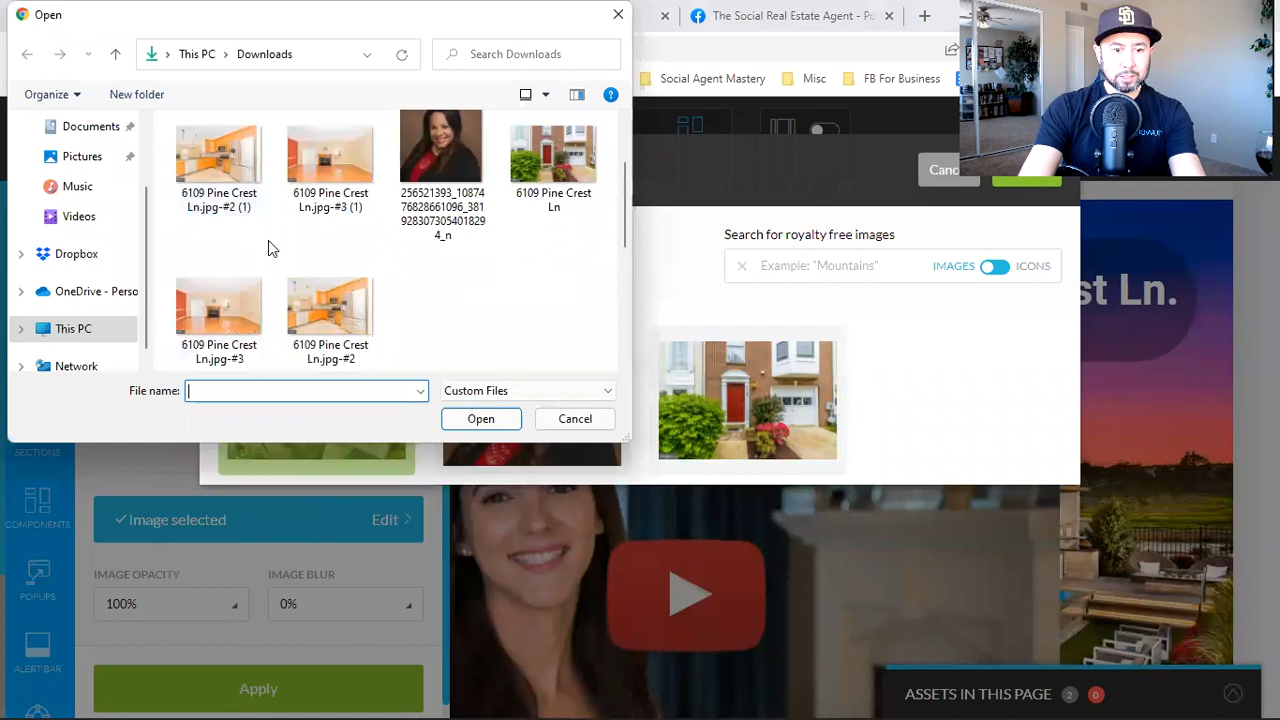 Open
The Social Real Estate Agent - Po
This PC
Downloads
Search Downloads
Social Agent Mastery
Misc
FB For Business
Organize
New folder
Documents
Pictures
Music
Videos
Dropbox
OneDrive - Perso
This PC
Network
6109 Pine Crest
Ln.jpg-#2 (1)
6109 Pine Crest
Ln.jpg-#3 (1)
256521393_10874
76828661096_381
928307305401829
4_n
6109 Pine Crest
Ln
6109 Pine Crest
Ln.jpg-#3
6109 Pine Crest
Ln.jpg-#2
File name:
Custom Files
Open
Cancel
Canc
Search for royalty free images
Example: "Mountains"
IMAGES
ICONS
st Ln.
SECTIONS
COMPONENTS
POPUPS
ALERT BAR
Image selected
Edit
IMAGE OPACITY
IMAGE BLUR
100%
0%
Apply
ASSETS IN THIS PAGE
2
0